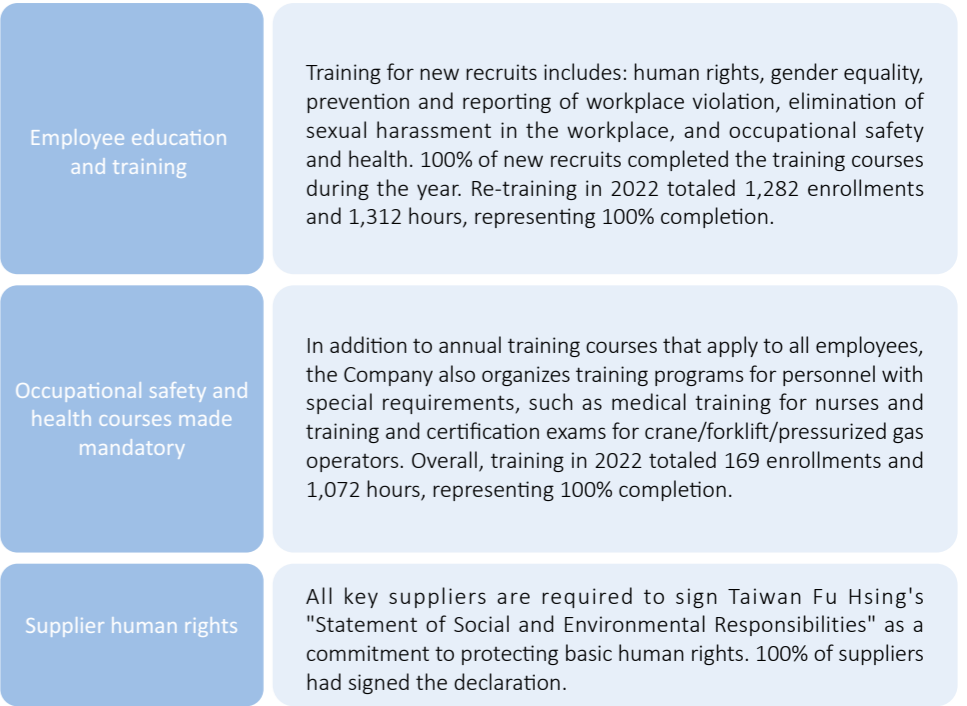 Employee education
and training
Training for new recruits includes: human rights, gender equality,
prevention and reporting of workplace violation, elimination of
sexual harassment in the workplace, and occupational safety
and health. 100% of new recruits completed the training courses
during the year. Re-training in 2022 totaled 1,282 enrollments
and 1,312 hours, representing 100% completion.
Occupational safety and
health courses made
mandatory
In addition to annual training courses that apply to all employees,
the Company also organizes training programs for personnel with
special requirements, such as medical training for nurses and
training and certification exams for crane/forklift/pressurized gas
operators. Overall, training in 2022 totaled 169 enrollments and
1,072 hours, representing 100% completion.
Supplier human rights
All key suppliers are required to sign Taiwan Fu Hsing's
"Statement of Social and Environmental Responsibilities" as a
commitment to protecting basic human rights. 100% of suppliers
had signed the declaration.